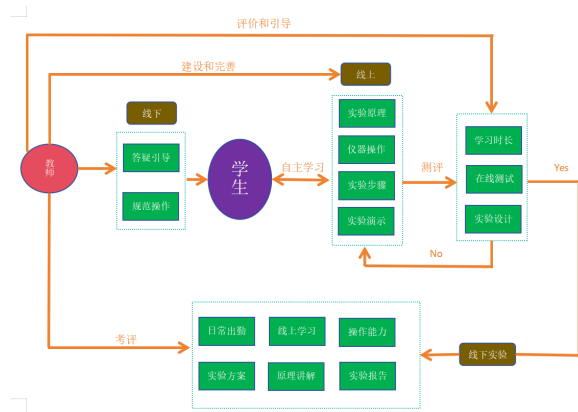 评价和引导
建设和完善
线上
线下
教师
答疑引导
规范操作
学生
自主学习
实验原理
仪器操作
实验步骤
实验演示
测评
学习时长
在线测试
实验设计
Yes
No
考评
日常出勤
线上学习
操作能力
实验方案
原理讲解
实验报告
线下实验